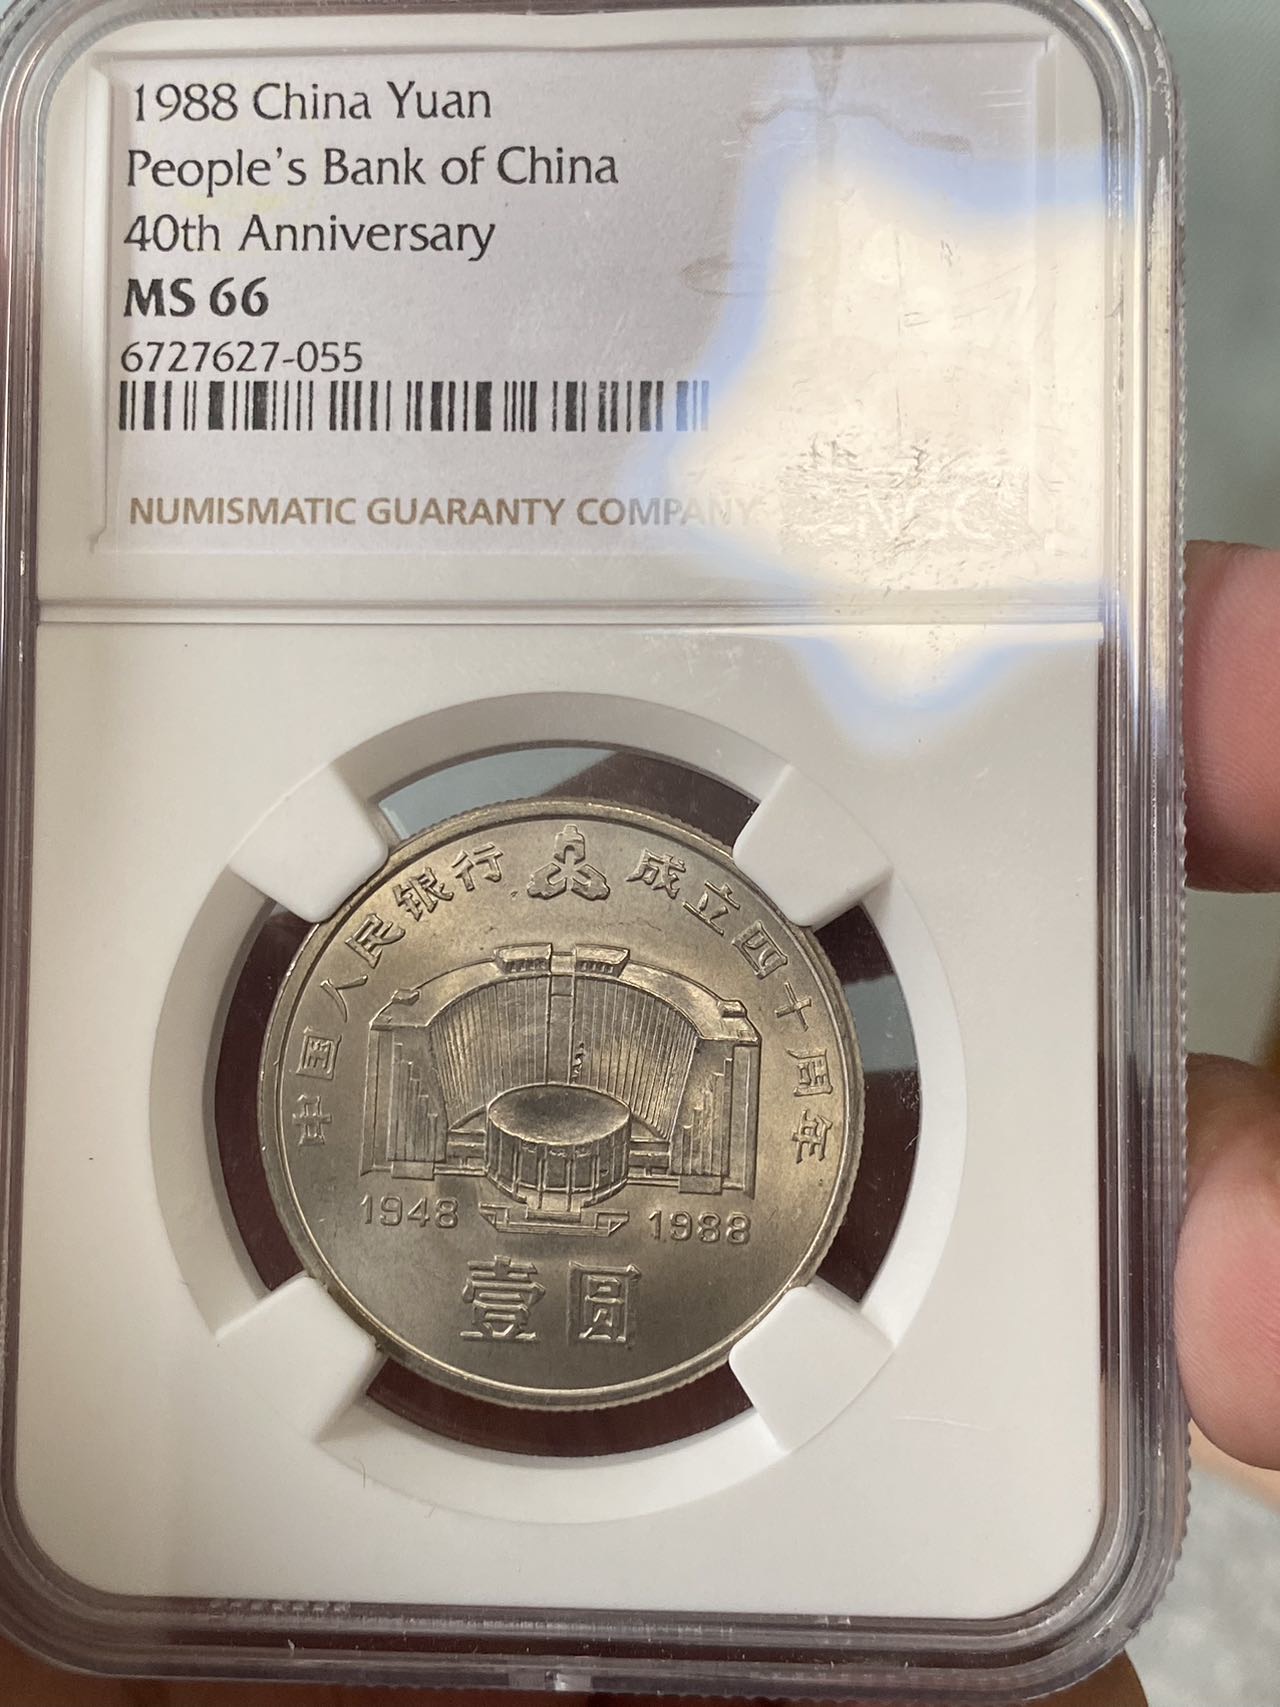 1988 China Yuan
People's Bank of China
40th Anniversary
MS 66
6727627-055
NUMISMATIC GUARANTY COMPANY
NGC
中国人民银行 成立四十周年
1948 1988
壹圆